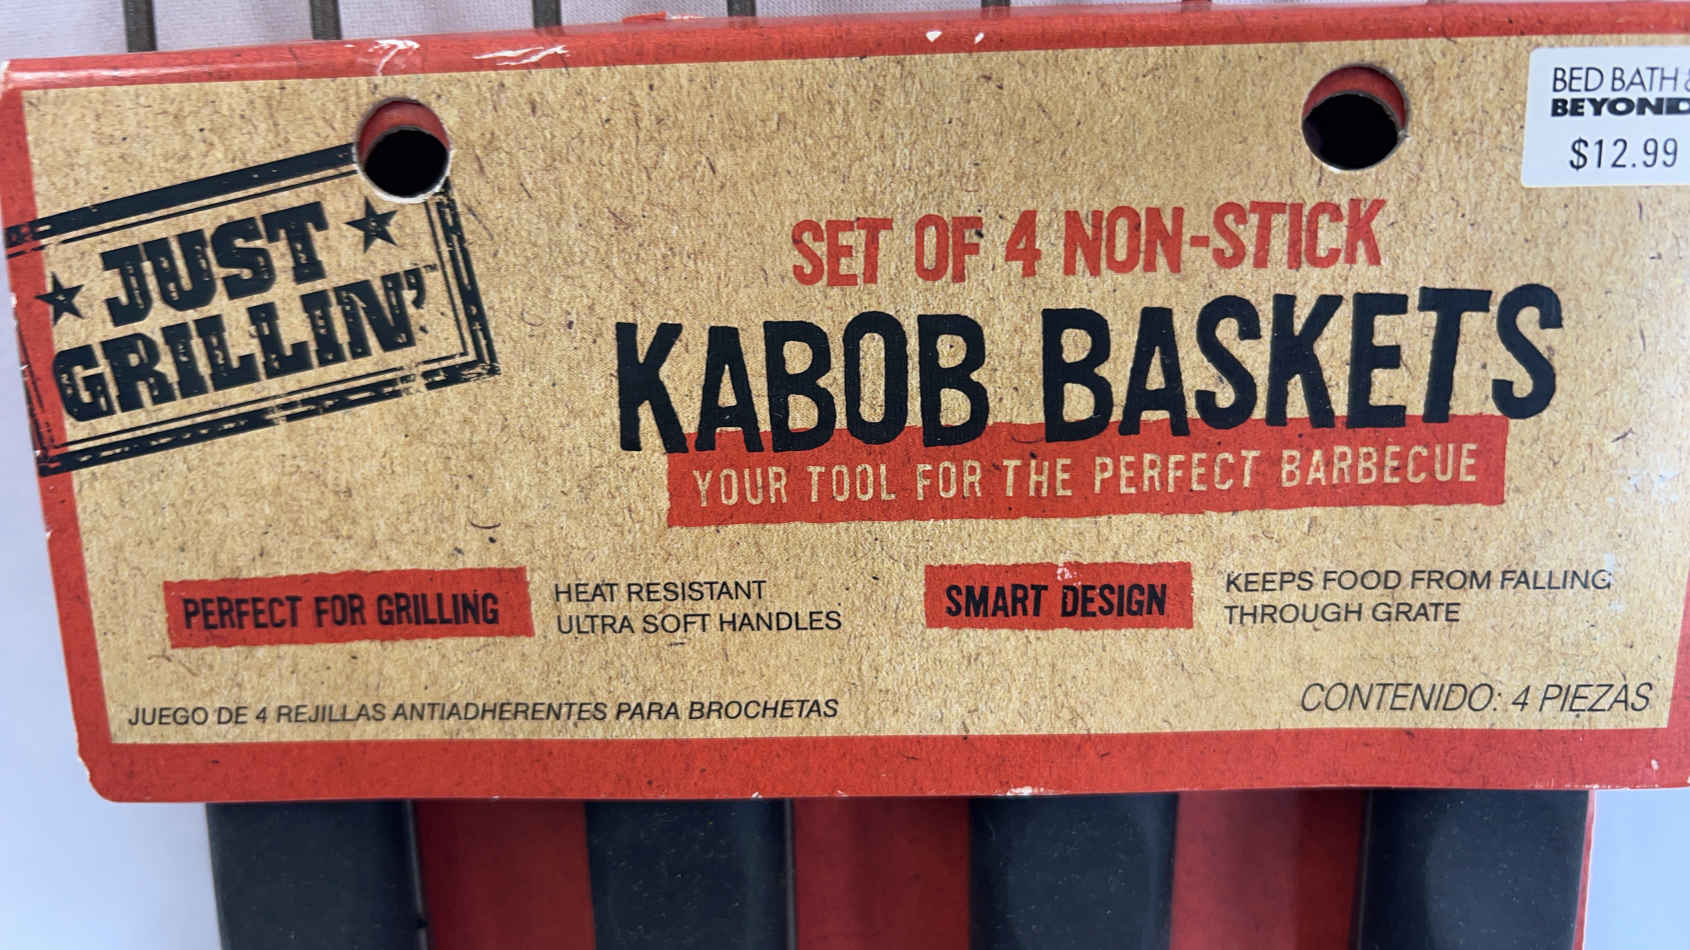 BED BATH &
BEYOND
$12.99
JUST
GRILLIN'™
SET OF 4 NON-STICK
KABOB BASKETS
YOUR TOOL FOR THE PERFECT BARBECUE
PERFECT FOR GRILLING
HEAT RESISTANT
ULTRA SOFT HANDLES
SMART DESIGN
KEEPS FOOD FROM FALLING
THROUGH GRATE
JUEGO DE 4 REJILLAS ANTIADHERENTES PARA BROCHETAS
CONTENIDO: 4 PIEZAS